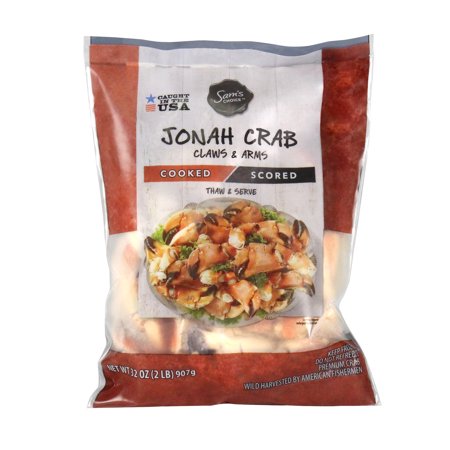 Sam's
CHOICE
CAUGHT
IN THE
USA
JONAH CRAB
CLAWS & ARMS
COOKED SCORED
THAW & SERVE
KEEP FROZEN
DO NOT REFREEZE
PREMIUM CRAB
WILD HARVESTED BY AMERICAN FISHERMEN
NET WT 32 OZ (2 LB) 907g